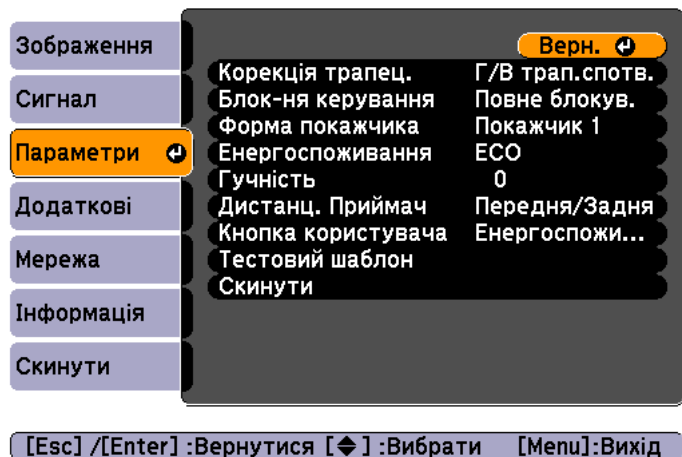 Зображення
Сигнал
Параметри
Додаткові
Мережа
Інформація
Скинути
Верн.
Корекція трапец. Г/В трап.спотв.
Блок-ня керування Повне блокув.
Форма покажчика Покажчик 1
Енергоспоживання ECO
Гучність 0
Дистанц. Приймач Передня/Задня
Кнопка користувача Енергоспожи...
Тестовий шаблон
Скинути
[Esc] /[Enter] :Вернутися [◆] :Вибрати [Menu]:Вихід